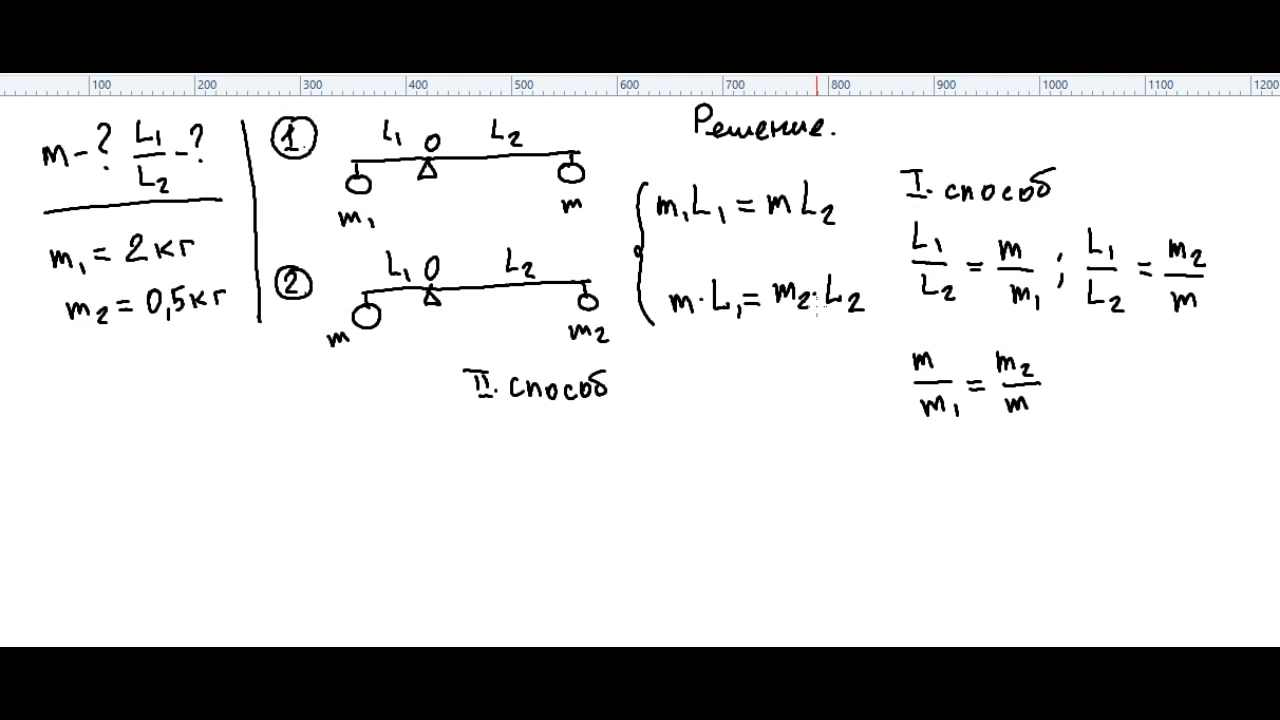 100 200 300 400 500 600 700 800 900 1000 1100 1200
m - ? L₁/L₂ - ?
m₁ = 2кг
m₂ = 0,5кг
1.
L₁ O L₂
m₁ m
2
L₁ O L₂
m m₂
Решение.
m₁L₁ = mL₂
m·L₁ = m₂·L₂
I. способ
L₁/L₂ = m/m₁ ; L₁/L₂ = m₂/m
m/m₁ = m₂/m
II. способ